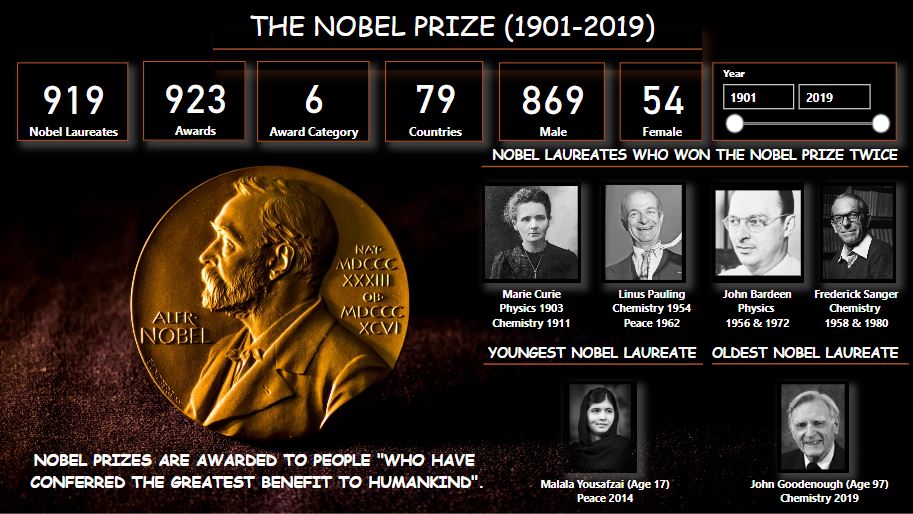 THE NOBEL PRIZE (1901-2019)
919
Nobel Laureates
923
Awards
6
Award Category
79
Countries
869
Male
54
Female
Year
1901
2019
NOBEL LAUREATES WHO WON THE NOBEL PRIZE TWICE
Marie Curie
Physics 1903
Chemistry 1911
Linus Pauling
Chemistry 1954
Peace 1962
John Bardeen
Physics
1956 & 1972
Frederick Sanger
Chemistry
1958 & 1980
ALFR·
NOBEL
NAT·
MDCCC
XXXIII
OB·
MDCCC
XCVI
YOUNGEST NOBEL LAUREATE
Malala Yousafzai (Age 17)
Peace 2014
OLDEST NOBEL LAUREATE
John Goodenough (Age 97)
Chemistry 2019
NOBEL PRIZES ARE AWARDED TO PEOPLE "WHO HAVE
CONFERRED THE GREATEST BENEFIT TO HUMANKIND".